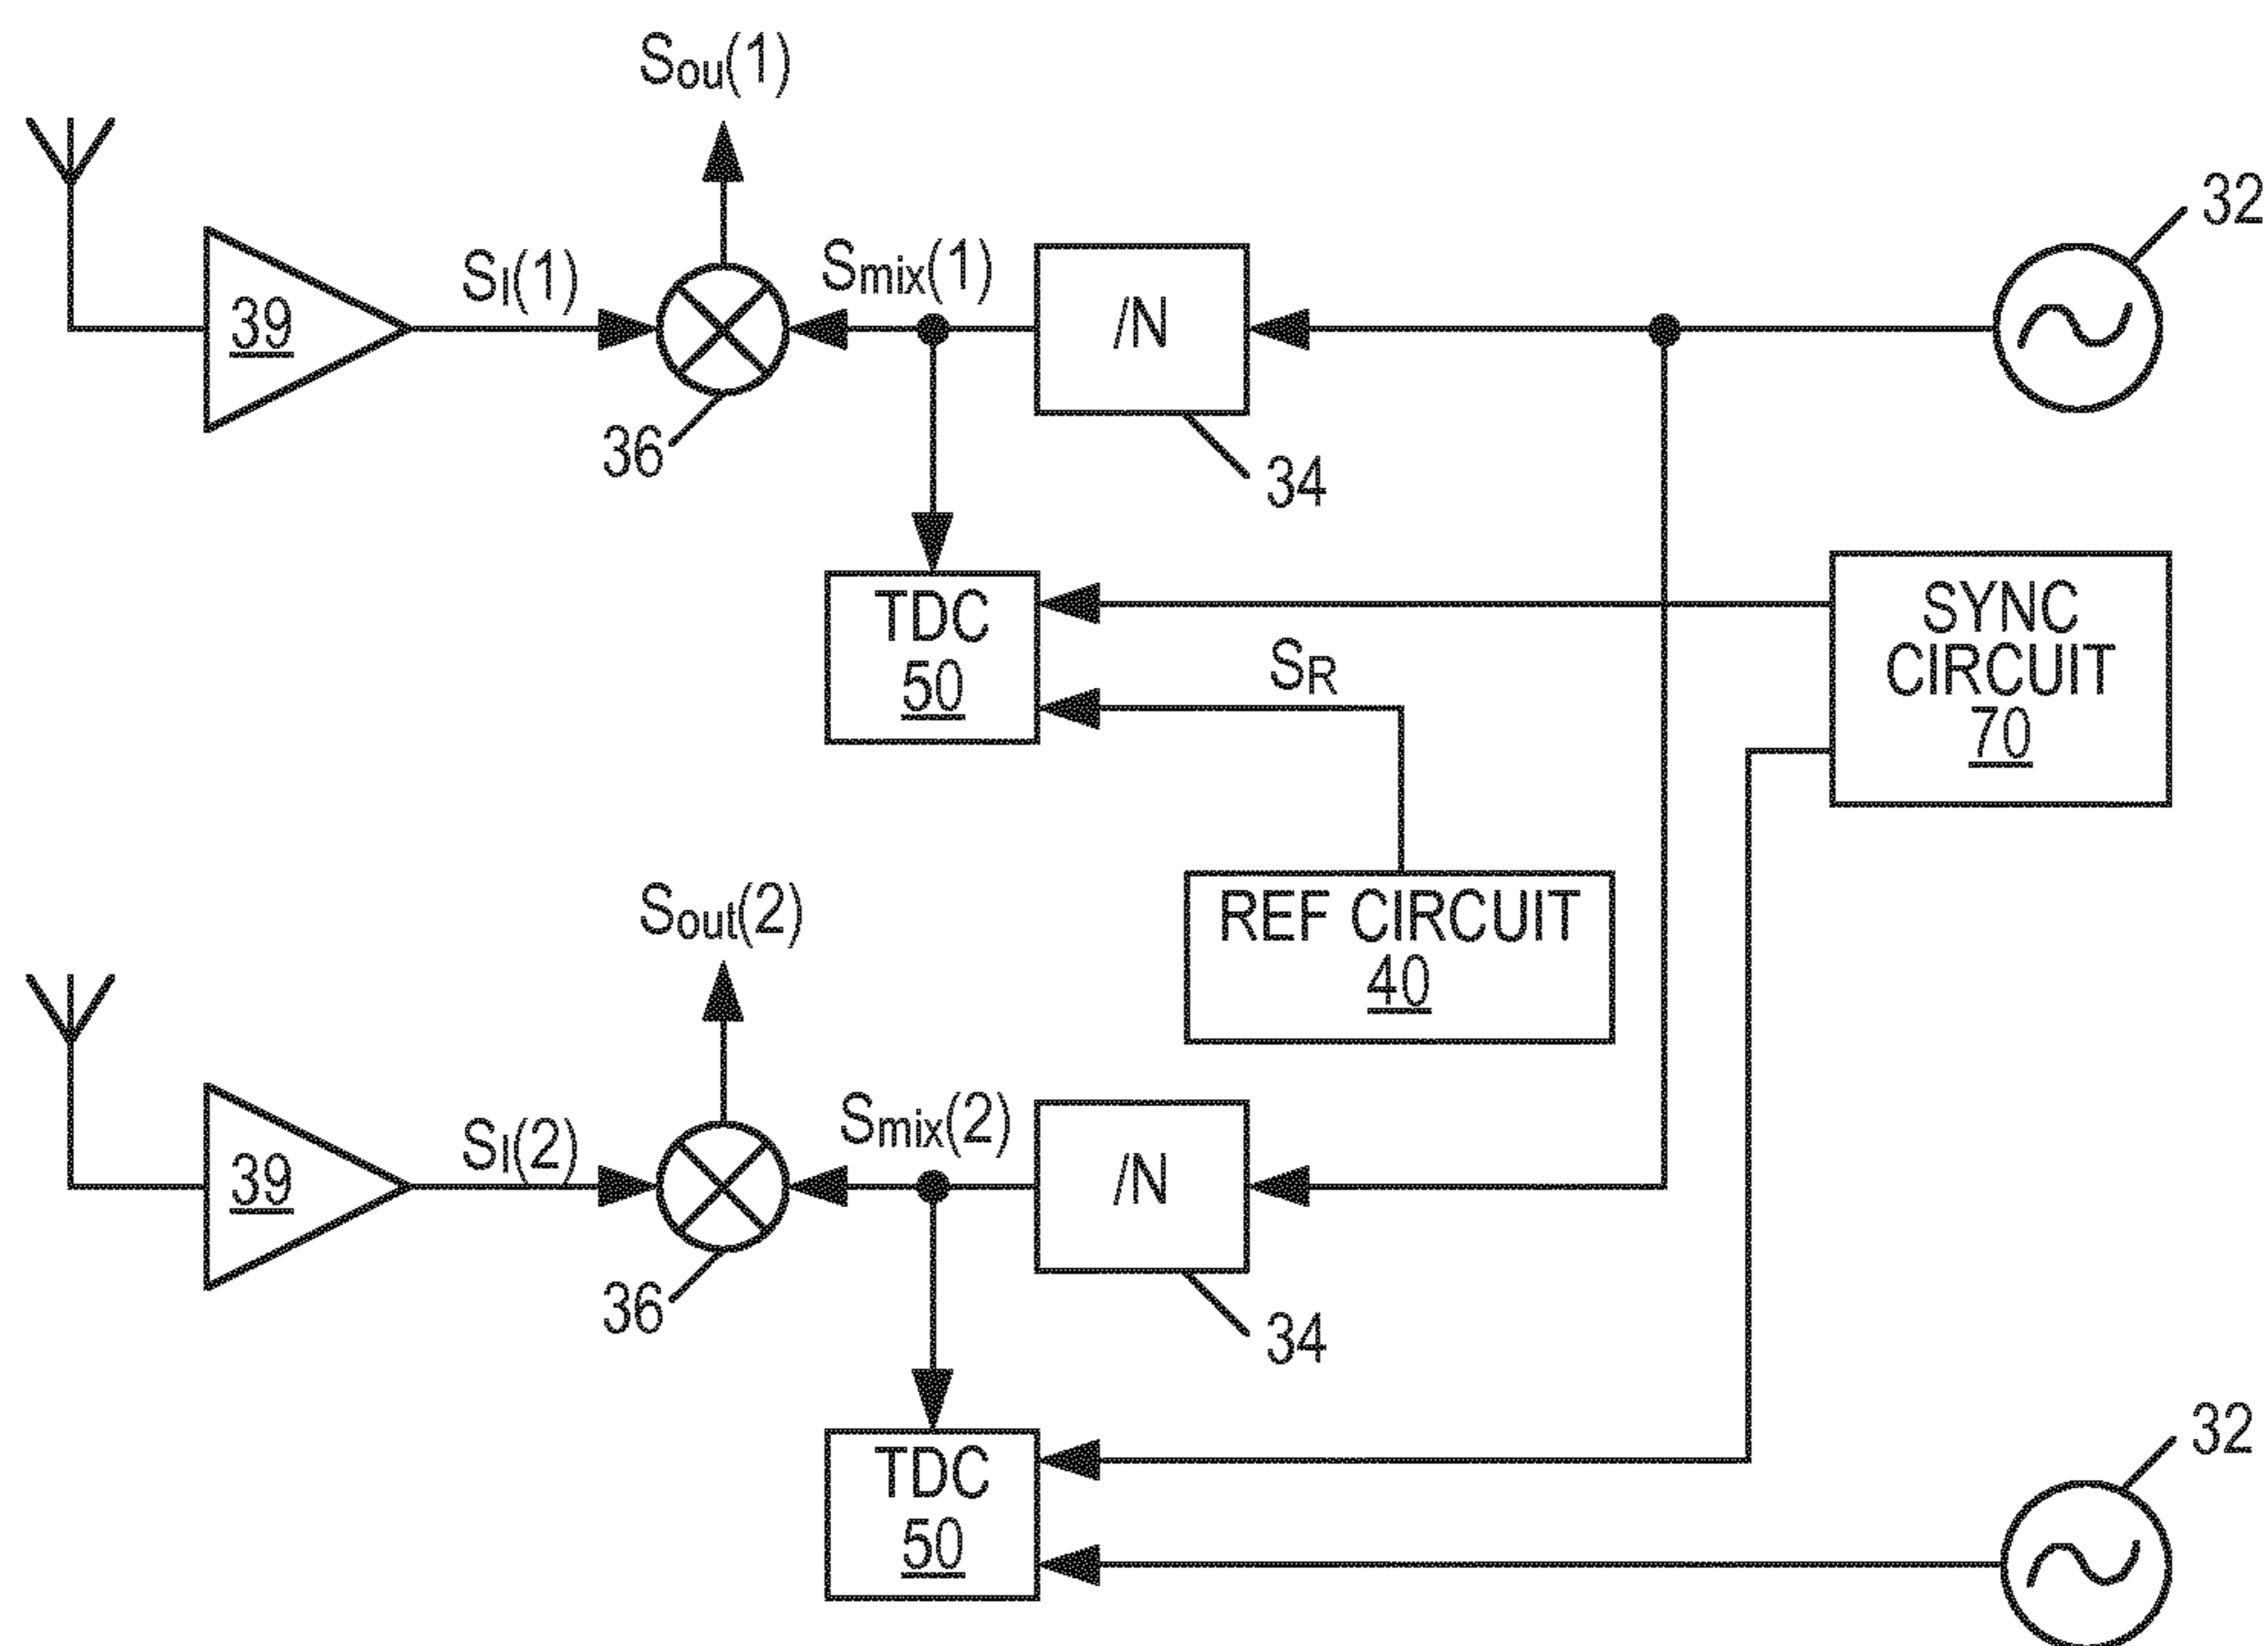 Sou(1)
32
SI(1)
Smix(1)
/N
39
36
34
TDC
50
SYNC
CIRCUIT
70
SR
REF CIRCUIT
40
Sout(2)
SI(2)
Smix(2)
/N
39
36
34
TDC
50
32